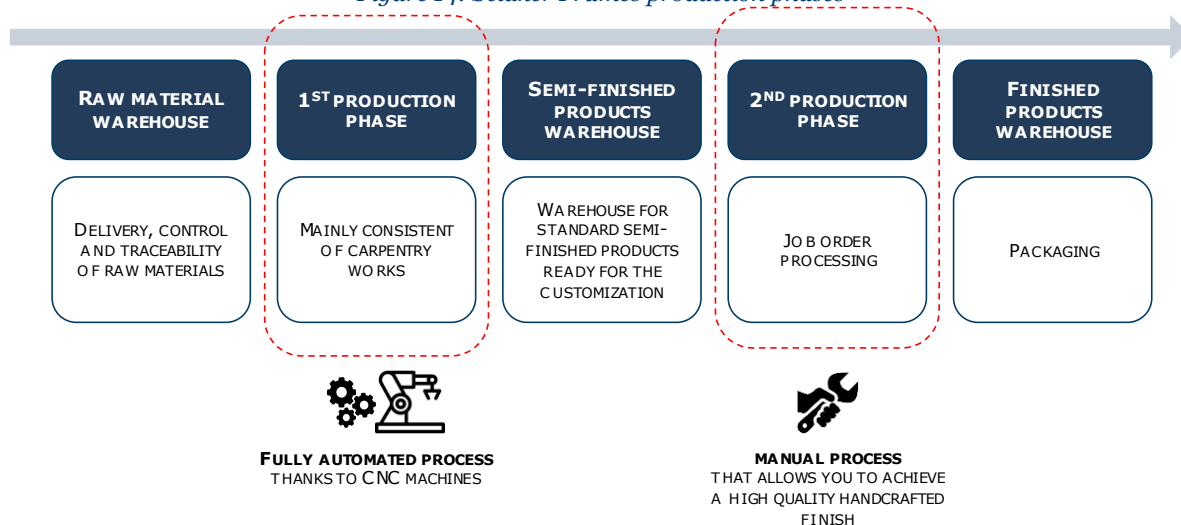 production phases
RAW MATERIAL
WAREHOUSE
1ST PRODUCTION
PHASE
SEMI-FINISHED
PRODUCTS
WAREHOUSE
2ND PRODUCTION
PHASE
FINISHED
PRODUCTS
WAREHOUSE
DELIVERY, CONTROL
AND TRACEABILITY
OF RAW MATERIALS
MAINLY CONSISTENT
OF CARPENTRY
WORKS
WAREHOUSE FOR
STANDARD SEMI-
FINISHED PRODUCTS
READY FOR THE
CUSTOMIZATION
JOB ORDER
PROCESSING
PACKAGING
FULLY AUTOMATED PROCESS
THANKS TO CNC MACHINES
MANUAL PROCESS
THAT ALLOWS YOU TO ACHIEVE
A HIGH QUALITY HANDCRAFTED
FINISH